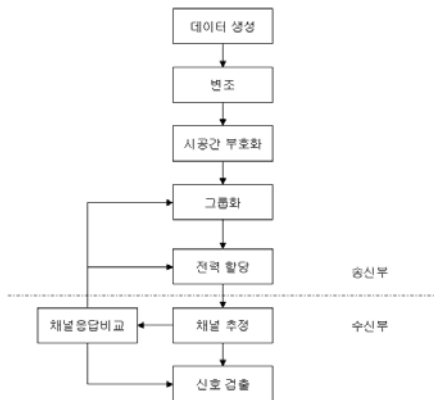 데이터 생성
변조
시공간 부호화
그룹화
전력 할당
송신부
채널응답비교
채널 추정
수신부
신호 검출